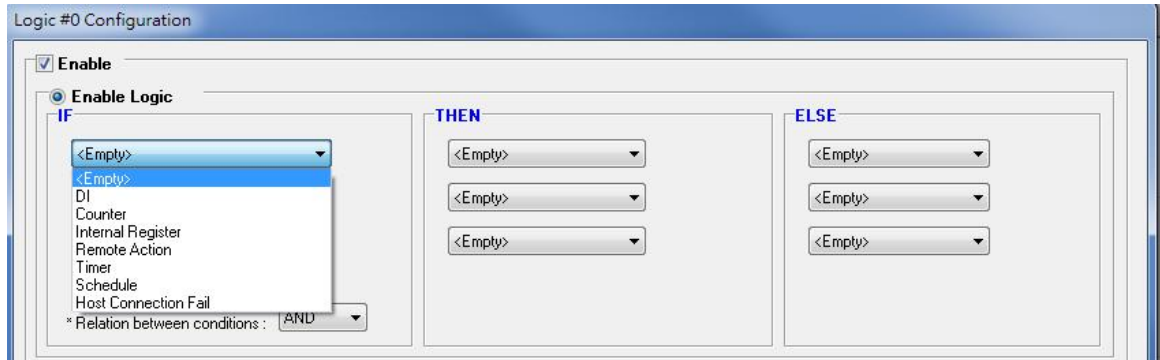 Logic #0 Configuration
Enable
Enable Logic
IF
<Empty>
<Empty>
DI
Counter
Internal Register
Remote Action
Timer
Schedule
Host Connection Fail
* Relation between conditions : AND
THEN
<Empty>
<Empty>
<Empty>
ELSE
<Empty>
<Empty>
<Empty>